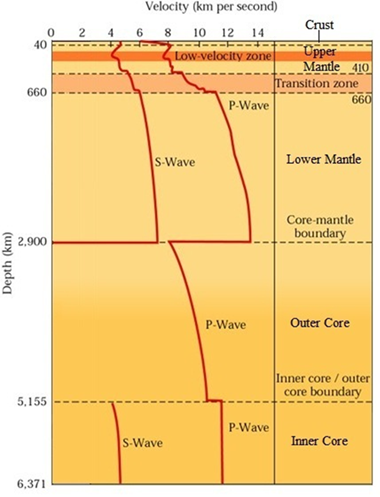 Velocity (km per second)
Crust
0 2 4 6 8 10 12 14
40
Upper
Low-velocity zone
Mantle 410
Transition zone
660
660
P-Wave
S-Wave
Lower Mantle
Core-mantle
boundary
2,900
Depth (km)
P-Wave
Outer Core
Inner core / outer
core boundary
5,155
P-Wave
S-Wave
Inner Core
6,371